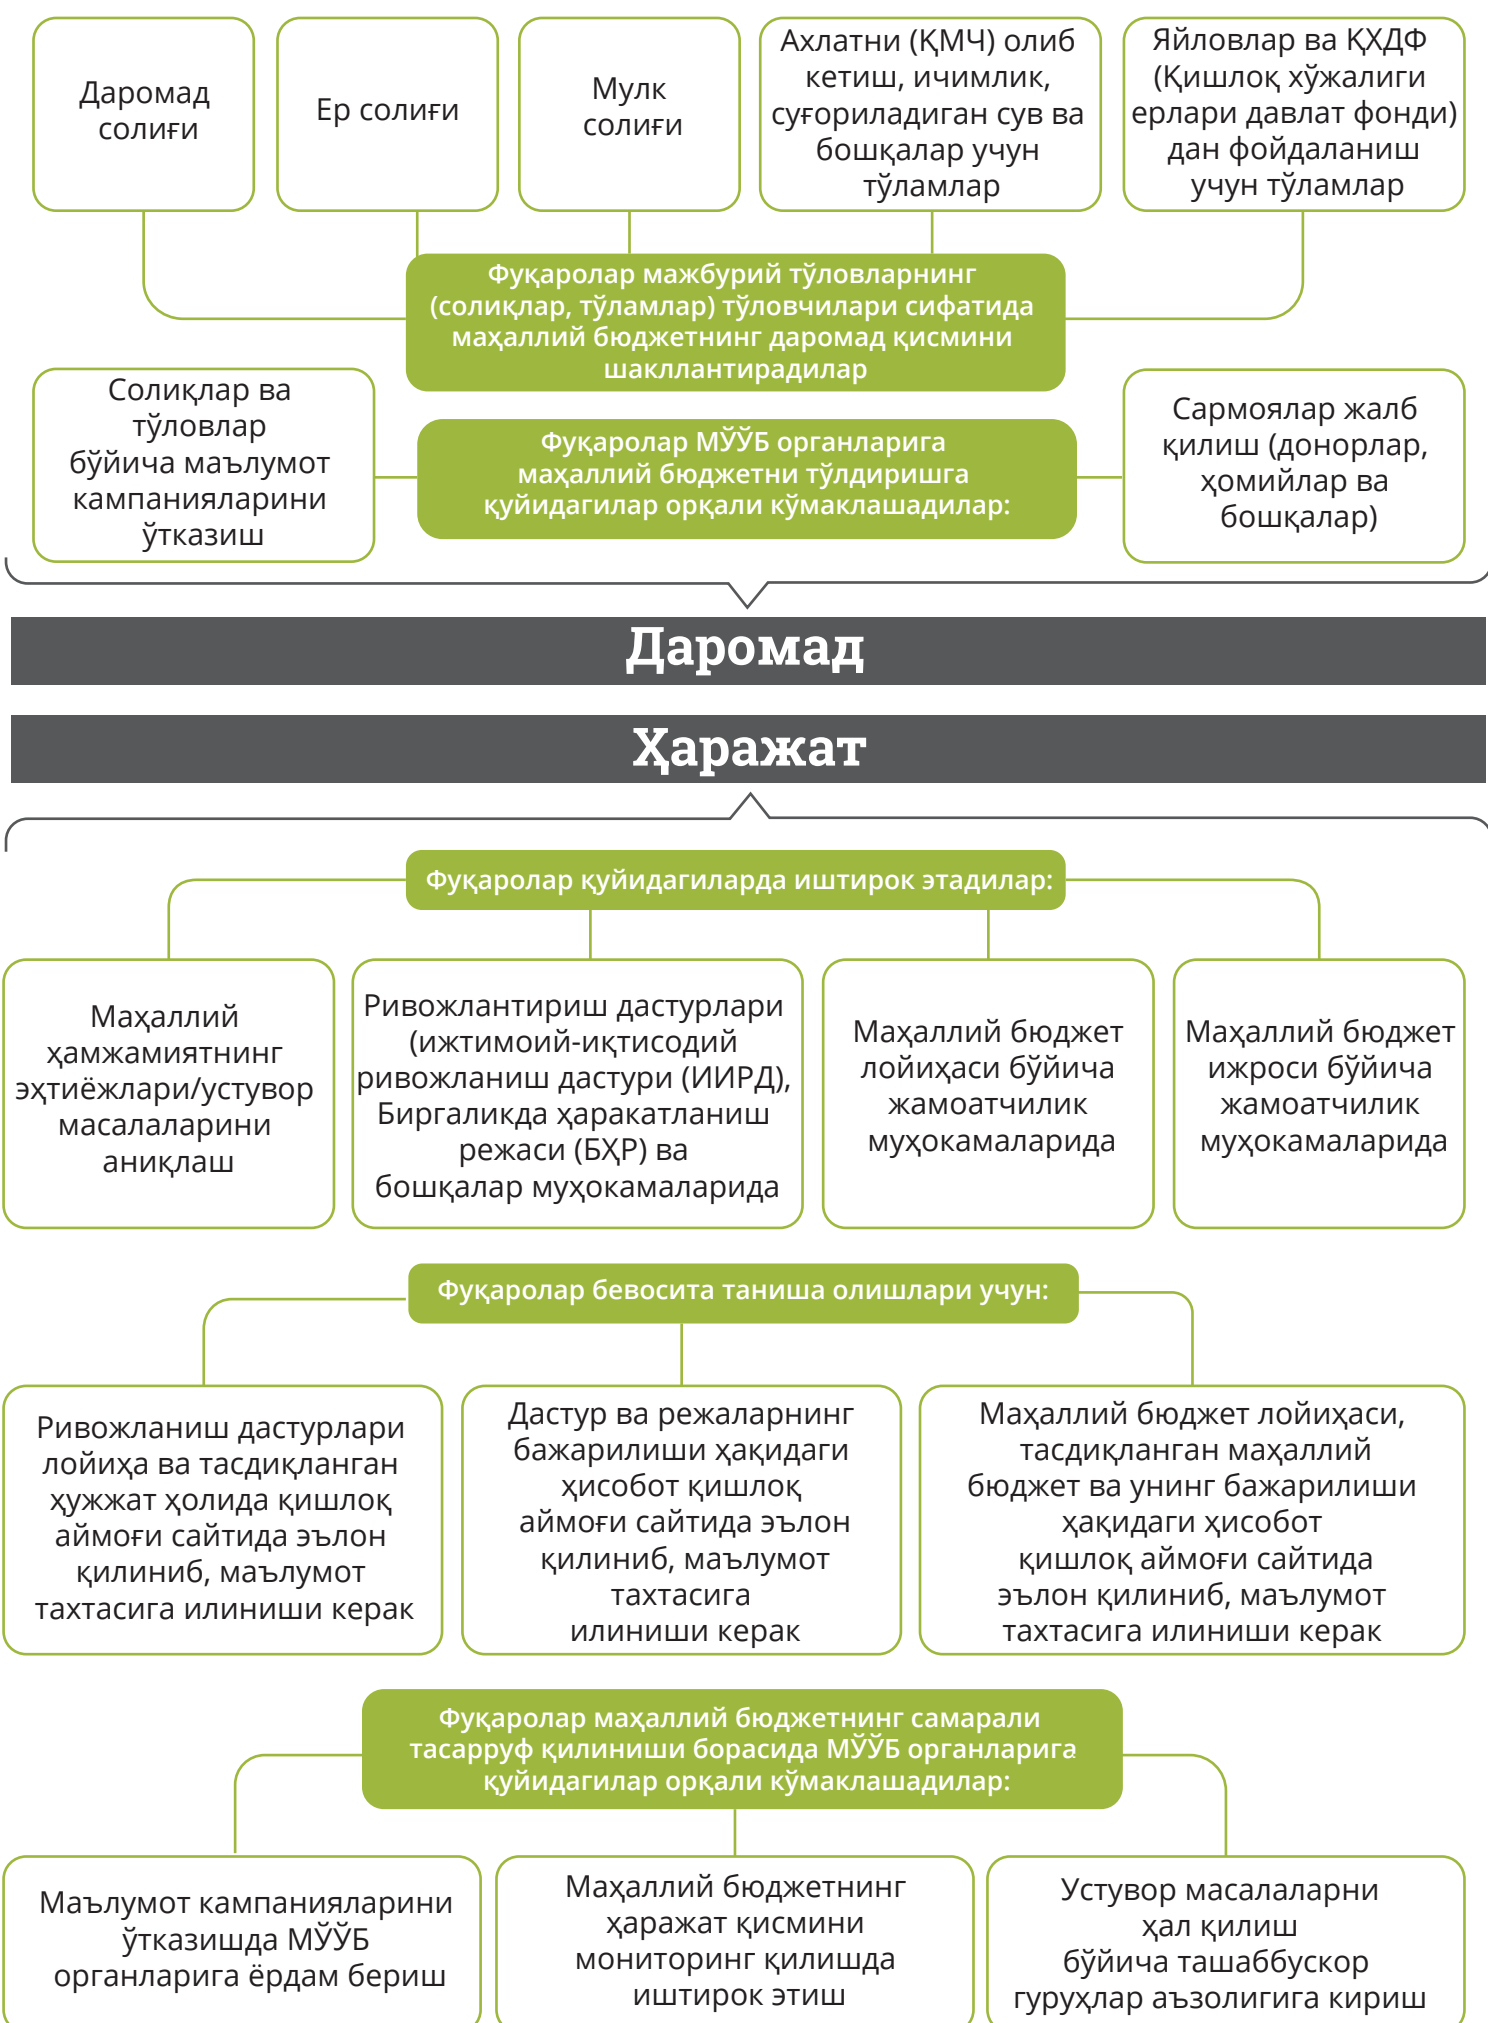 Даромад
солиғи
Ер солиғи
Мулк
солиғи
Ахлатни (ҚМЧ) олиб
кетиш, ичимлик,
суғориладиган сув ва
бошқалар учун
тўламлар
Яйловлар ва ҚХДФ
(Қишлоқ хўжалиги
ерлари давлат фонди)
дан фойдаланиш
учун тўламлар
Фуқаролар мажбурий тўловларнинг
(солиқлар, тўламлар) тўловчилари сифатида
маҳаллий бюджетнинг даромад қисмини
шакллантирадилар
Солиқлар ва
тўловлар
бўйича маълумот
кампанияларини
ўтказиш
Фуқаролар МЎЎБ органларига
маҳаллий бюджетни тўлдиришга
қуйидагилар орқали кўмаклашадилар:
Сармоялар жалб
қилиш (донорлар,
ҳомийлар ва
бошқалар)
Даромад
Ҳаражат
Фуқаролар қуйидагиларда иштирок этадилар:
Маҳаллий
ҳамжамиятнинг
эҳтиёжлари/устувор
масалаларини
аниқлаш
Ривожлантириш дастурлари
(ижтимоий-иқтисодий
ривожланиш дастури (ИИРД),
Биргаликда ҳаракатланиш
режаси (БҲР) ва
бошқалар муҳокамаларида
Маҳаллий бюджет
лойиҳаси бўйича
жамоатчилик
муҳокамаларида
Маҳаллий бюджет
ижроси бўйича
жамоатчилик
муҳокамаларида
Фуқаролар бевосита таниша олишлари учун:
Ривожланиш дастурлари
лойиҳа ва тасдиқланган
ҳужжат ҳолида қишлоқ
аймоғи сайтида эълон
қилиниб, маълумот
тахтасига илиниши керак
Дастур ва режаларнинг
бажарилиши ҳақидаги
ҳисобот қишлоқ
аймоғи сайтида эълон
қилиниб, маълумот
тахтасига
илиниши керак
Маҳаллий бюджет лойиҳаси,
тасдиқланган маҳаллий
бюджет ва унинг бажарилиши
ҳақидаги ҳисобот
қишлоқ аймоғи сайтида
эълон қилиниб, маълумот
тахтасига илиниши керак
Фуқаролар маҳаллий бюджетнинг самарали
тасарруф қилиниши борасида МЎЎБ органларига
қуйидагилар орқали кўмаклашадилар:
Маълумот кампанияларини
ўтказишда МЎЎБ
органларига ёрдам бериш
Маҳаллий бюджетнинг
ҳаражат қисмини
мониторинг қилишда
иштирок этиш
Устувор масалаларни
ҳал қилиш
бўйича ташаббускор
гуруҳлар аъзолигига кириш